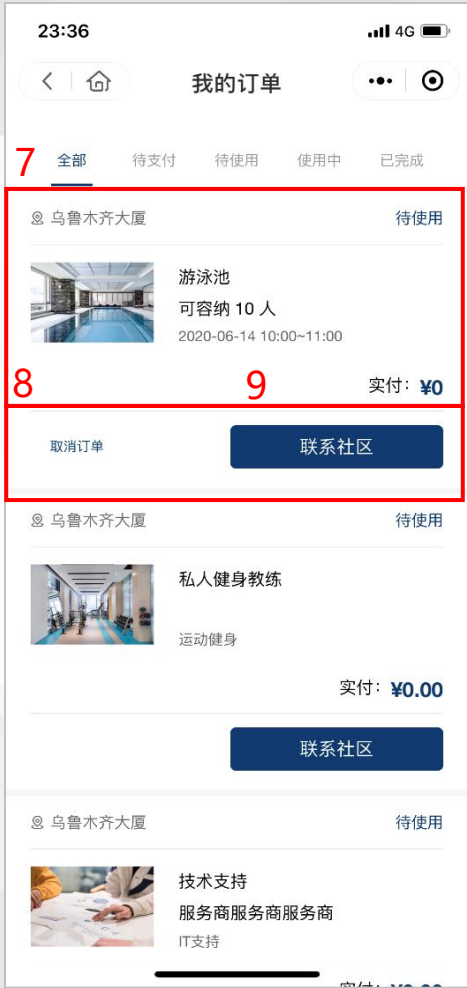 23:36 4G
我的订单
7 全部 待支付 待使用 使用中 已完成
乌鲁木齐大厦 待使用
游泳池
可容纳 10 人
2020-06-14 10:00~11:00
8 9 实付: ¥0
取消订单 联系社区
乌鲁木齐大厦 待使用
私人健身教练
运动健身
实付: ¥0.00
联系社区
乌鲁木齐大厦 待使用
技术支持
服务商服务商服务商
IT支持